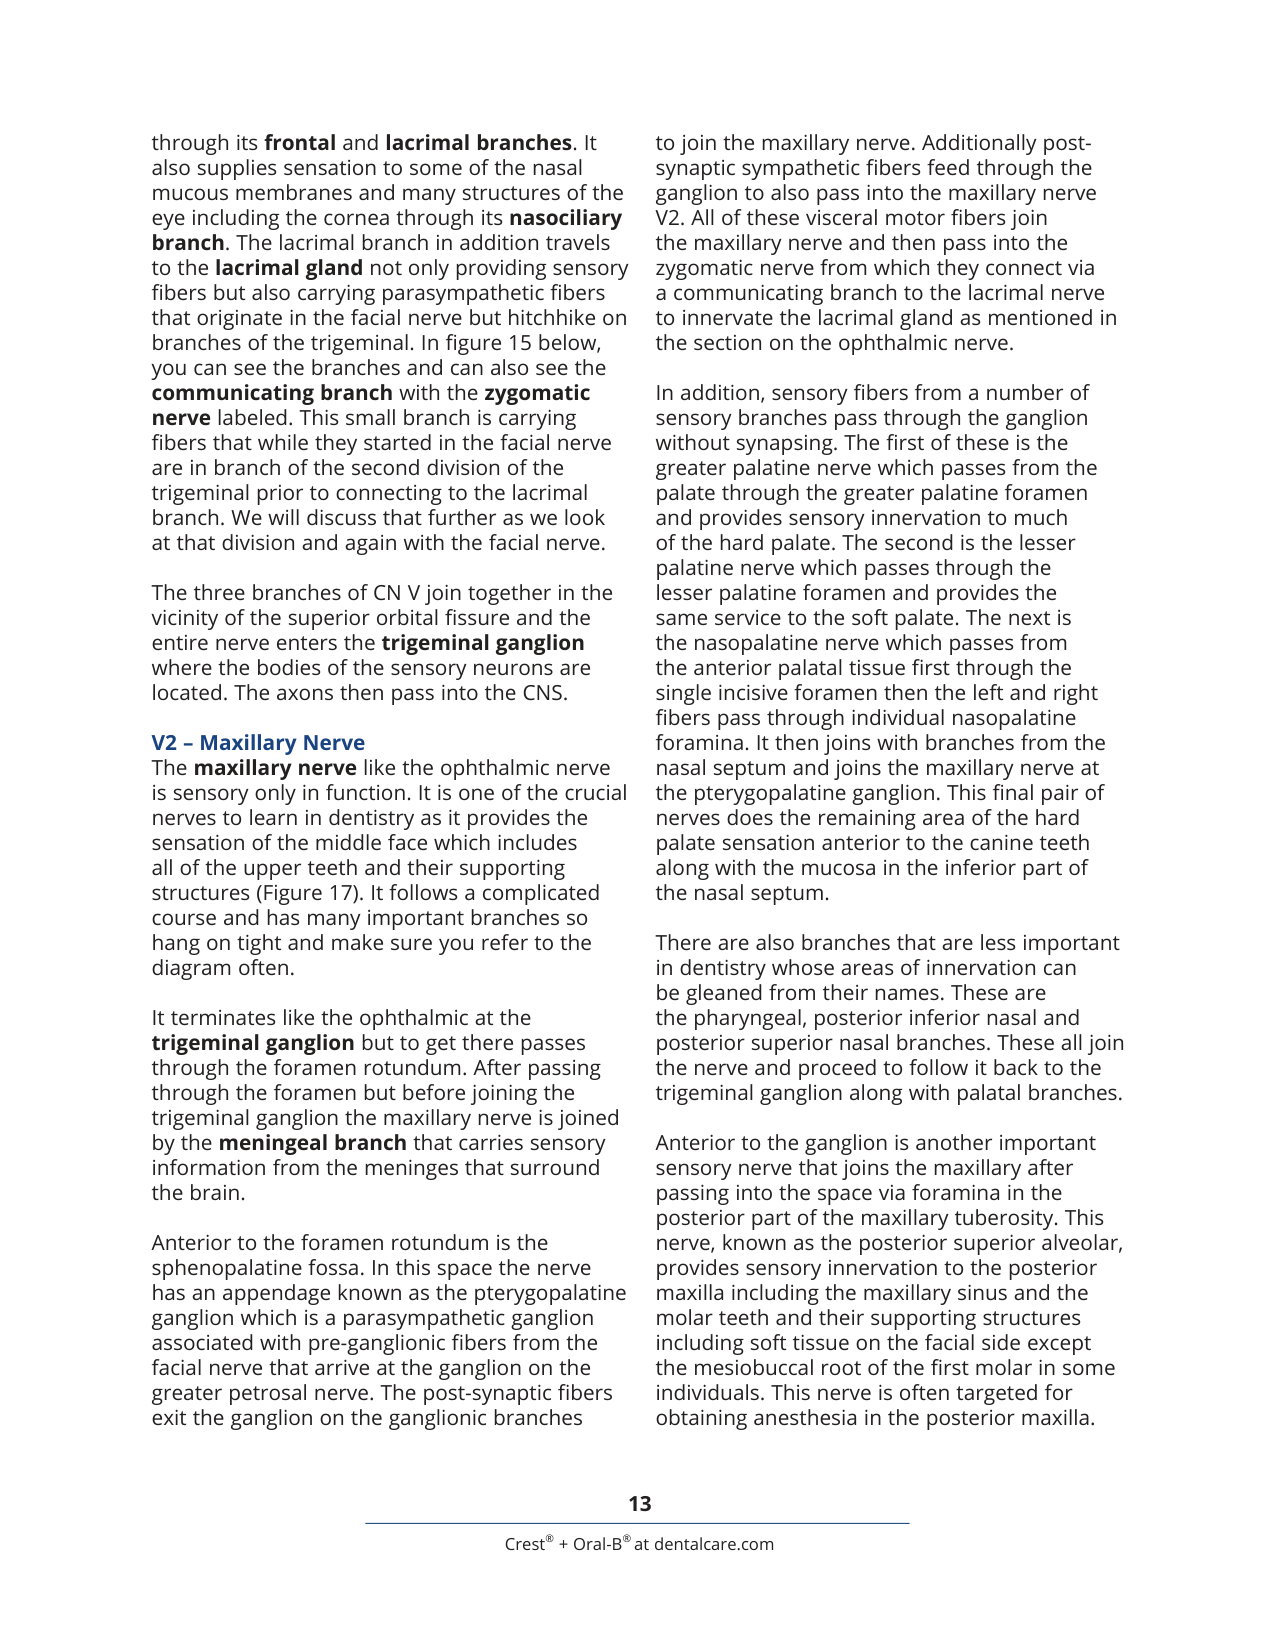 through its frontal and lacrimal branches. It
also supplies sensation to some of the nasal
mucous membranes and many structures of the
eye including the cornea through its nasociliary
branch. The lacrimal branch in addition travels
to the lacrimal gland not only providing sensory
fibers but also carrying parasympathetic fibers
that originate in the facial nerve but hitchhike on
branches of the trigeminal. In figure 15 below,
you can see the branches and can also see the
communicating branch with the zygomatic
nerve labeled. This small branch is carrying
fibers that while they started in the facial nerve
are in branch of the second division of the
trigeminal prior to connecting to the lacrimal
branch. We will discuss that further as we look
at that division and again with the facial nerve.
The three branches of CN V join together in the
vicinity of the superior orbital fissure and the
entire nerve enters the trigeminal ganglion
where the bodies of the sensory neurons are
located. The axons then pass into the CNS.
V2 – Maxillary Nerve
The maxillary nerve like the ophthalmic nerve
is sensory only in function. It is one of the crucial
nerves to learn in dentistry as it provides the
sensation of the middle face which includes
all of the upper teeth and their supporting
structures (Figure 17). It follows a complicated
course and has many important branches so
hang on tight and make sure you refer to the
diagram often.
It terminates like the ophthalmic at the
trigeminal ganglion but to get there passes
through the foramen rotundum. After passing
through the foramen but before joining the
trigeminal ganglion the maxillary nerve is joined
by the meningeal branch that carries sensory
information from the meninges that surround
the brain.
Anterior to the foramen rotundum is the
sphenopalatine fossa. In this space the nerve
has an appendage known as the pterygopalatine
ganglion which is a parasympathetic ganglion
associated with pre-ganglionic fibers from the
facial nerve that arrive at the ganglion on the
greater petrosal nerve. The post-synaptic fibers
exit the ganglion on the ganglionic branches
to join the maxillary nerve. Additionally post-
synaptic sympathetic fibers feed through the
ganglion to also pass into the maxillary nerve
V2. All of these visceral motor fibers join
the maxillary nerve and then pass into the
zygomatic nerve from which they connect via
a communicating branch to the lacrimal nerve
to innervate the lacrimal gland as mentioned in
the section on the ophthalmic nerve.
In addition, sensory fibers from a number of
sensory branches pass through the ganglion
without synapsing. The first of these is the
greater palatine nerve which passes from the
palate through the greater palatine foramen
and provides sensory innervation to much
of the hard palate. The second is the lesser
palatine nerve which passes through the
lesser palatine foramen and provides the
same service to the soft palate. The next is
the nasopalatine nerve which passes from
the anterior palatal tissue first through the
single incisive foramen then the left and right
fibers pass through individual nasopalatine
foramina. It then joins with branches from the
nasal septum and joins the maxillary nerve at
the pterygopalatine ganglion. This final pair of
nerves does the remaining area of the hard
palate sensation anterior to the canine teeth
along with the mucosa in the inferior part of
the nasal septum.
There are also branches that are less important
in dentistry whose areas of innervation can
be gleaned from their names. These are
the pharyngeal, posterior inferior nasal and
posterior superior nasal branches. These all join
the nerve and proceed to follow it back to the
trigeminal ganglion along with palatal branches.
Anterior to the ganglion is another important
sensory nerve that joins the maxillary after
passing into the space via foramina in the
posterior part of the maxillary tuberosity. This
nerve, known as the posterior superior alveolar,
provides sensory innervation to the posterior
maxilla including the maxillary sinus and the
molar teeth and their supporting structures
including soft tissue on the facial side except
the mesiobuccal root of the first molar in some
individuals. This nerve is often targeted for
obtaining anesthesia in the posterior maxilla.
13
Crest® + Oral-B® at dentalcare.com